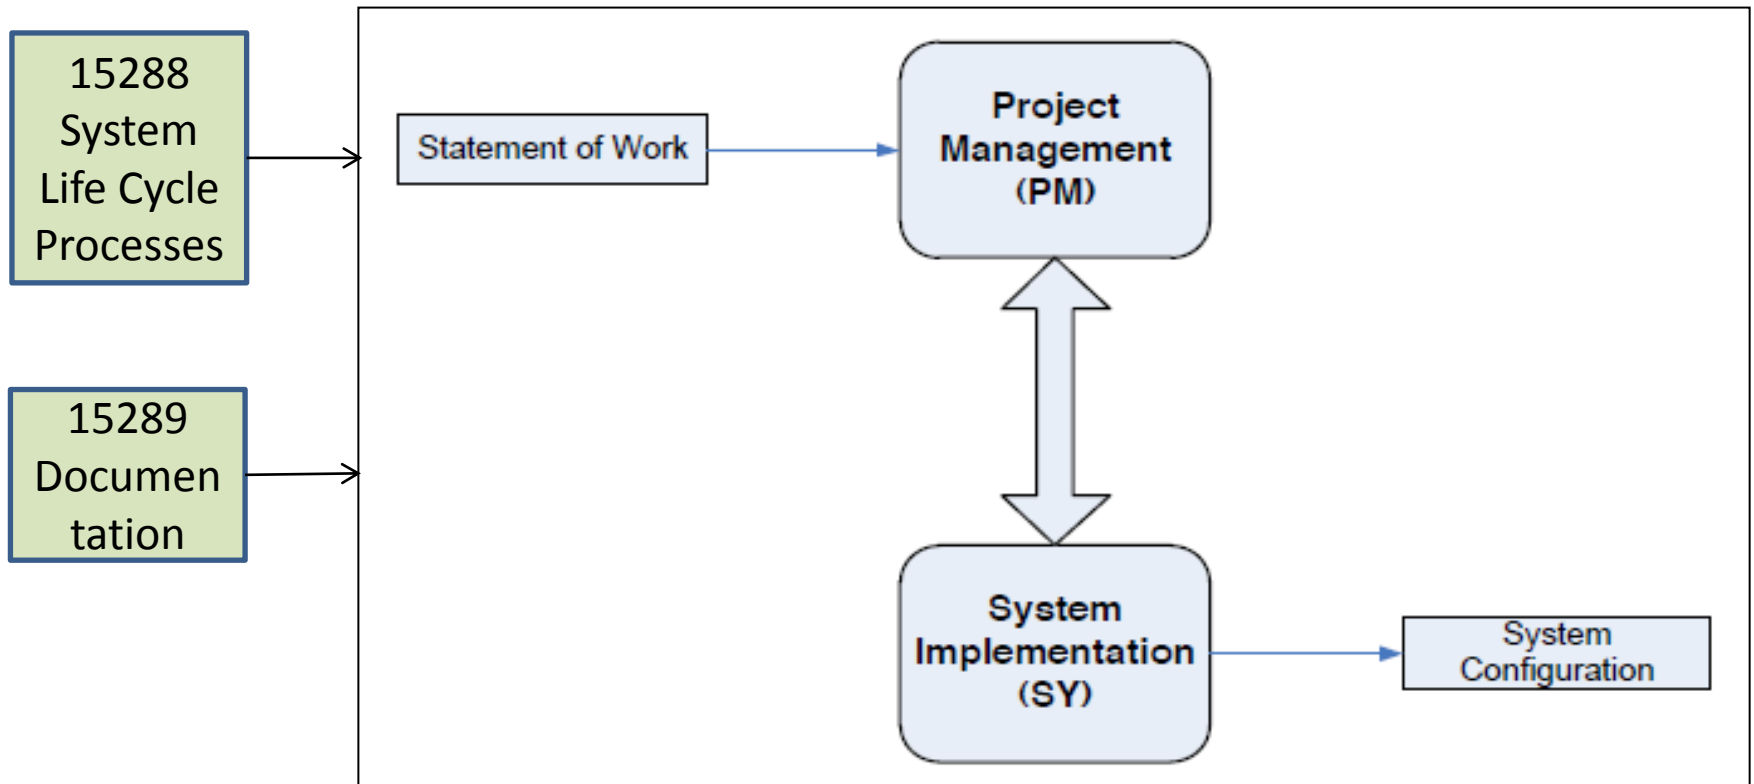 15288
System
Life Cycle
Processes
15289
Documen
tation
Statement of Work
Project
Management
(PM)
System
Implementation
(SY)
System
Configuration